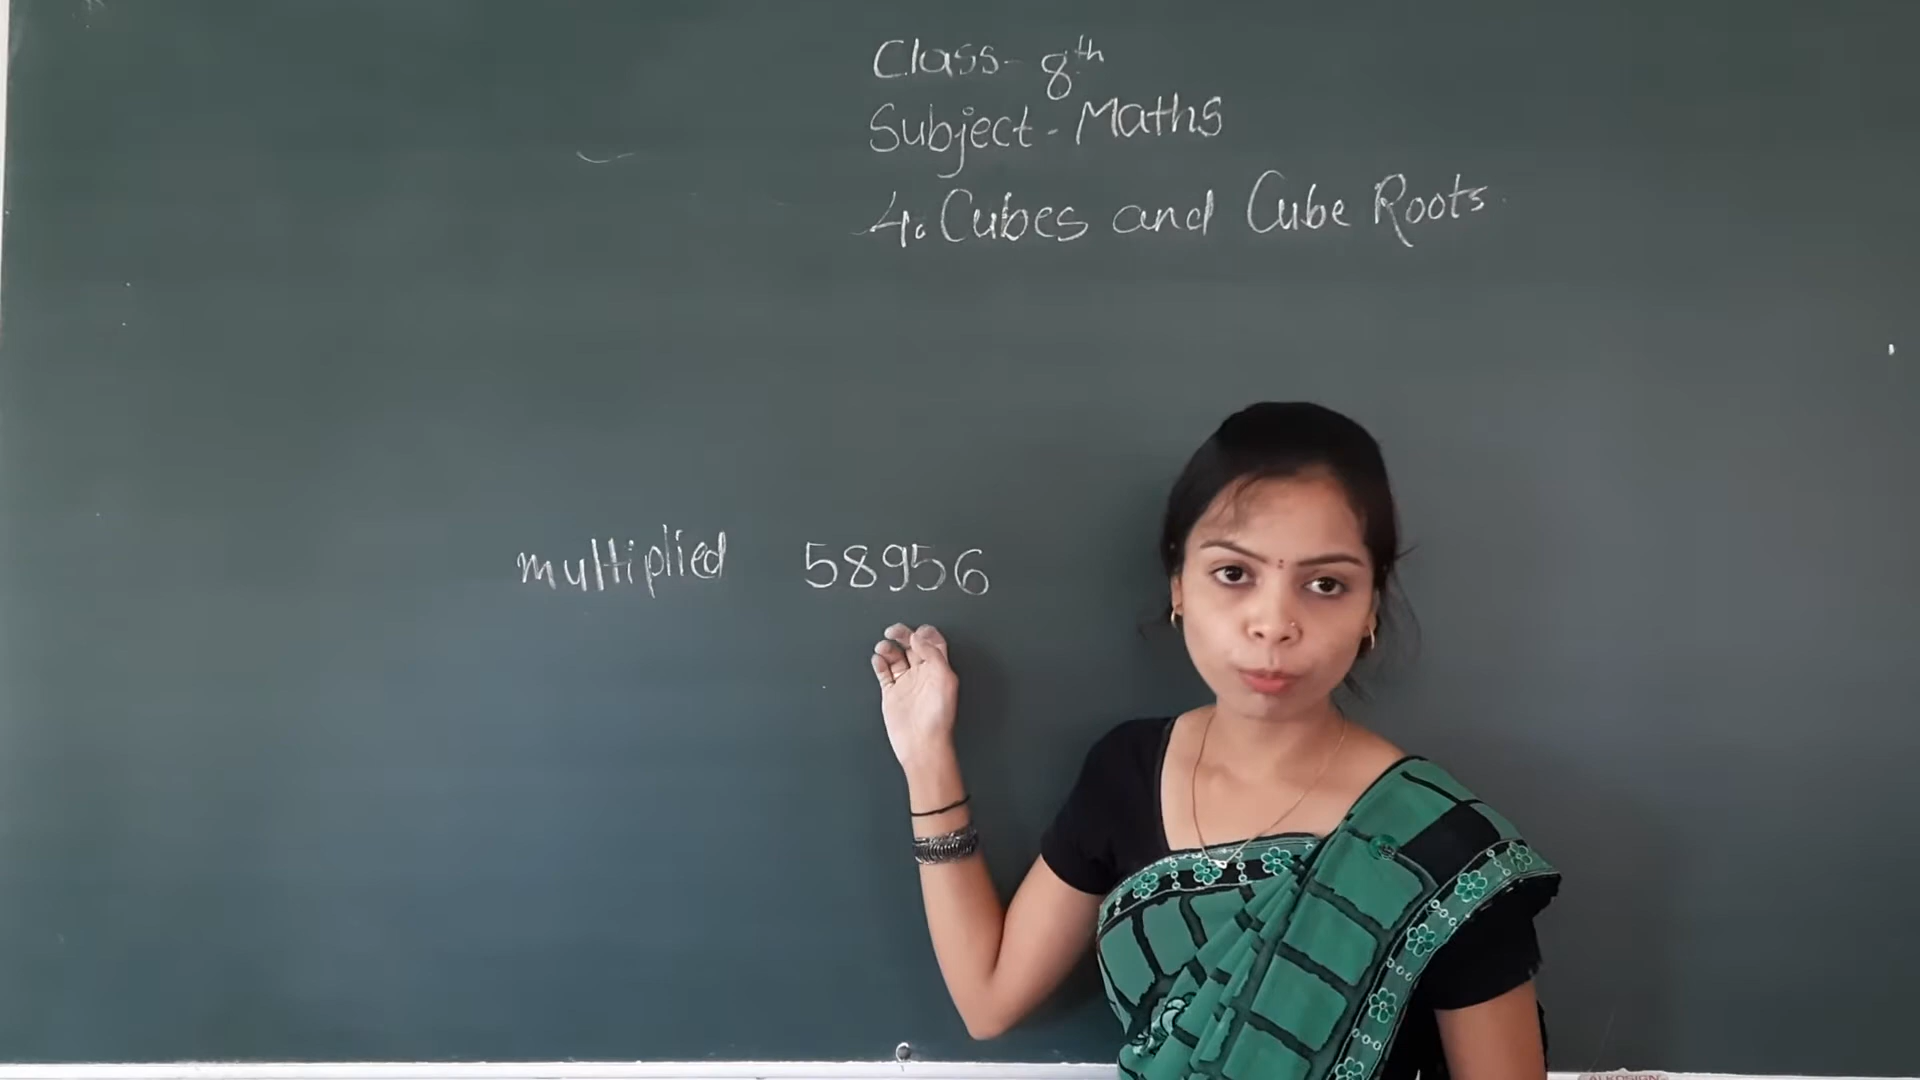 Class- 8th
Subject- Maths
4. Cubes and Cube Roots.
multiplied 58956